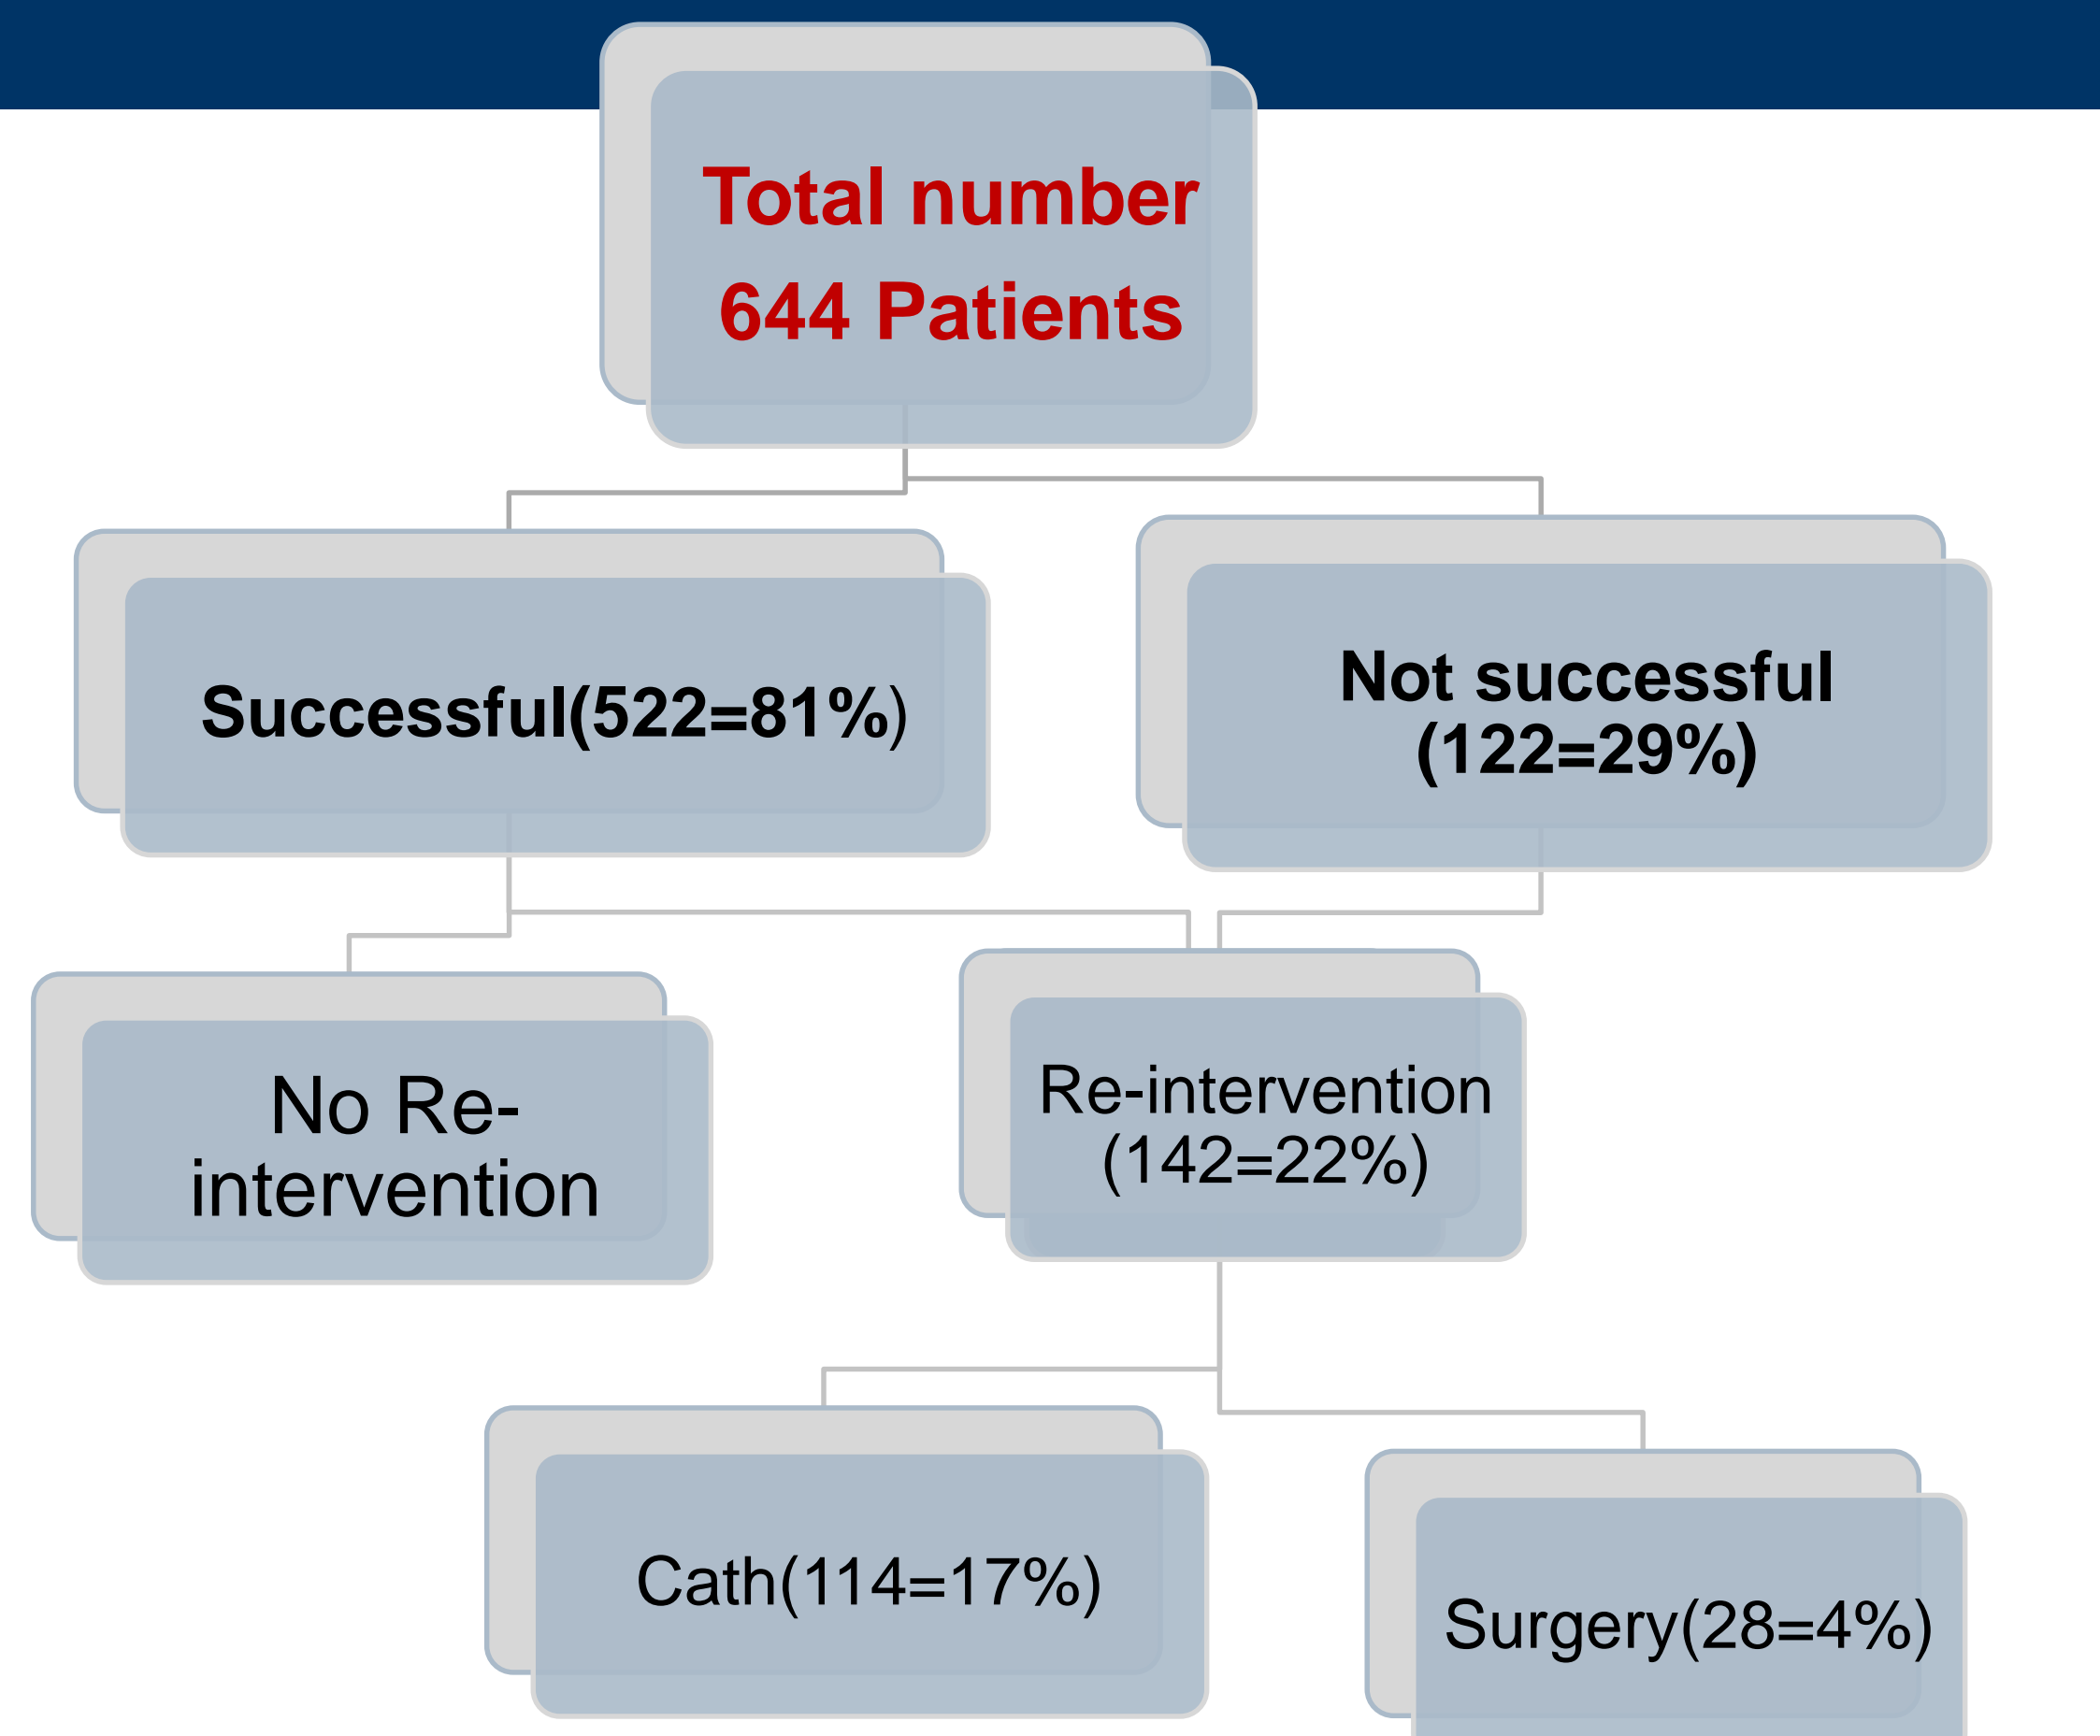 Total number
644 Patients
Successful(522=81%)
Not successful
(122=29%)
No Re-
intervention
Re-intervention
(142=22%)
Cath(114=17%)
Surgery(28=4%)